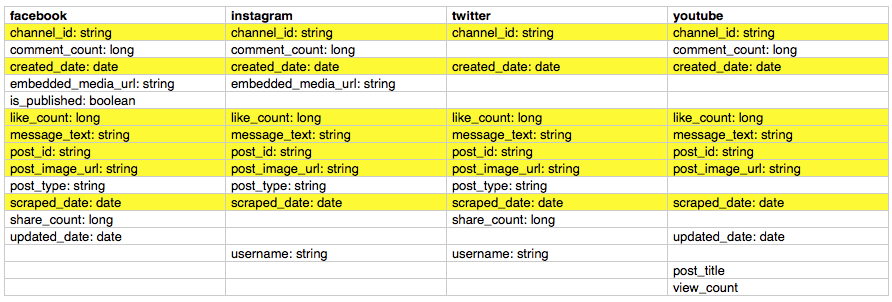 facebook instagram twitter youtube
channel_id: string channel_id: string channel_id: string channel_id: string
comment_count: long comment_count: long comment_count: long
created_date: date created_date: date created_date: date created_date: date
embedded_media_url: string embedded_media_url: string
is_published: boolean
like_count: long like_count: long like_count: long like_count: long
message_text: string message_text: string message_text: string message_text: string
post_id: string post_id: string post_id: string post_id: string
post_image_url: string post_image_url: string post_image_url: string post_image_url: string
post_type: string post_type: string post_type: string
scraped_date: date scraped_date: date scraped_date: date scraped_date: date
share_count: long share_count: long
updated_date: date updated_date: date
username: string username: string
post_title
view_count